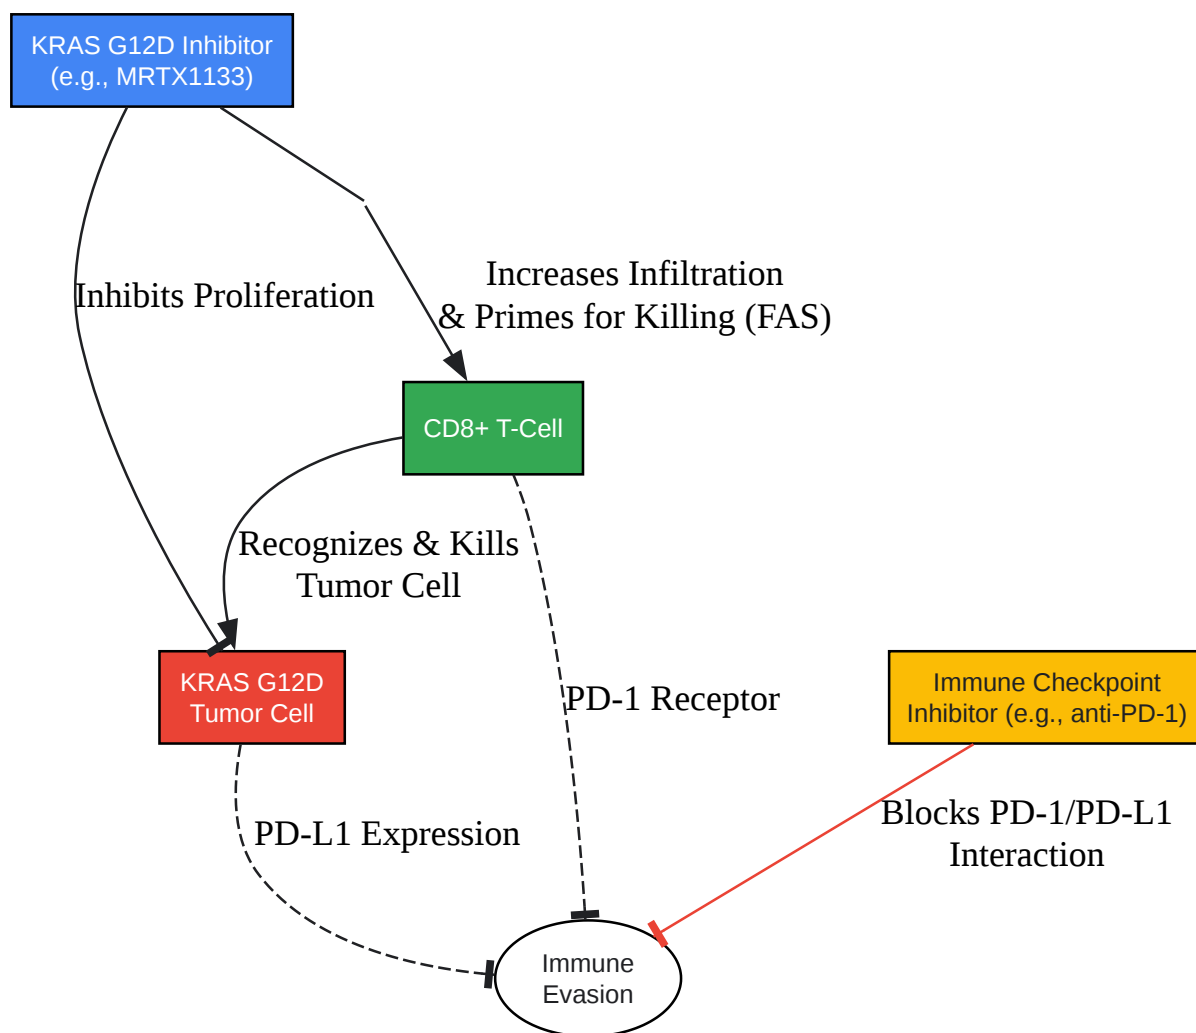 KRAS G12D Inhibitor
(e.g., MRTX1133)
Increases Infiltration
& Primes for Killing (FAS)
Inhibits Proliferation
CD8+ T-Cell
Recognizes & Kills
Tumor Cell
KRAS G12D
Tumor Cell
PD-1 Receptor
Immune Checkpoint
Inhibitor (e.g., anti-PD-1)
PD-L1 Expression
Blocks PD-1/PD-L1
Interaction
Immune
Evasion